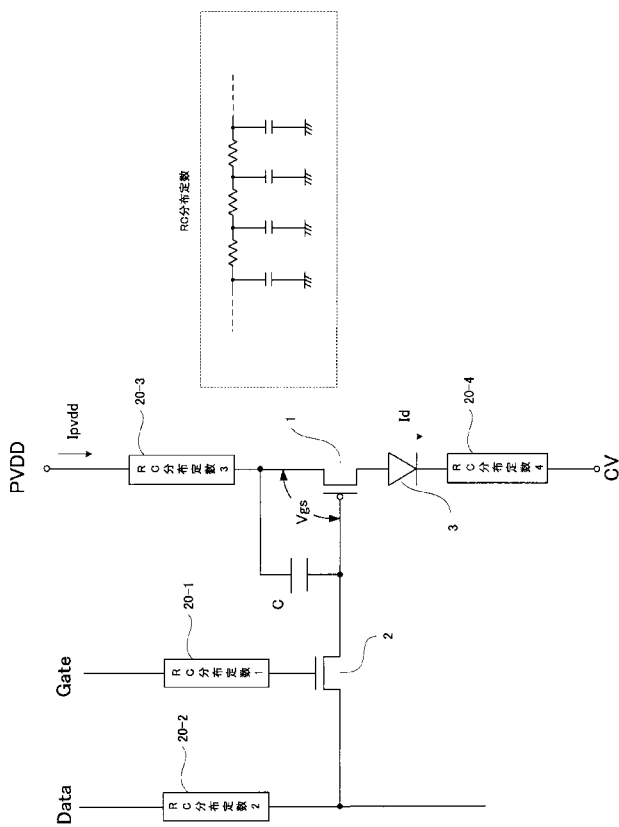 RC分布定数
PVDD
Ipvdd
20-3
RC分布定数3
1
Vgs
Id
3
20-4
RC分布定数4
CV
C
Gate
20-1
RC分布定数1
2
Data
20-2
RC分布定数2